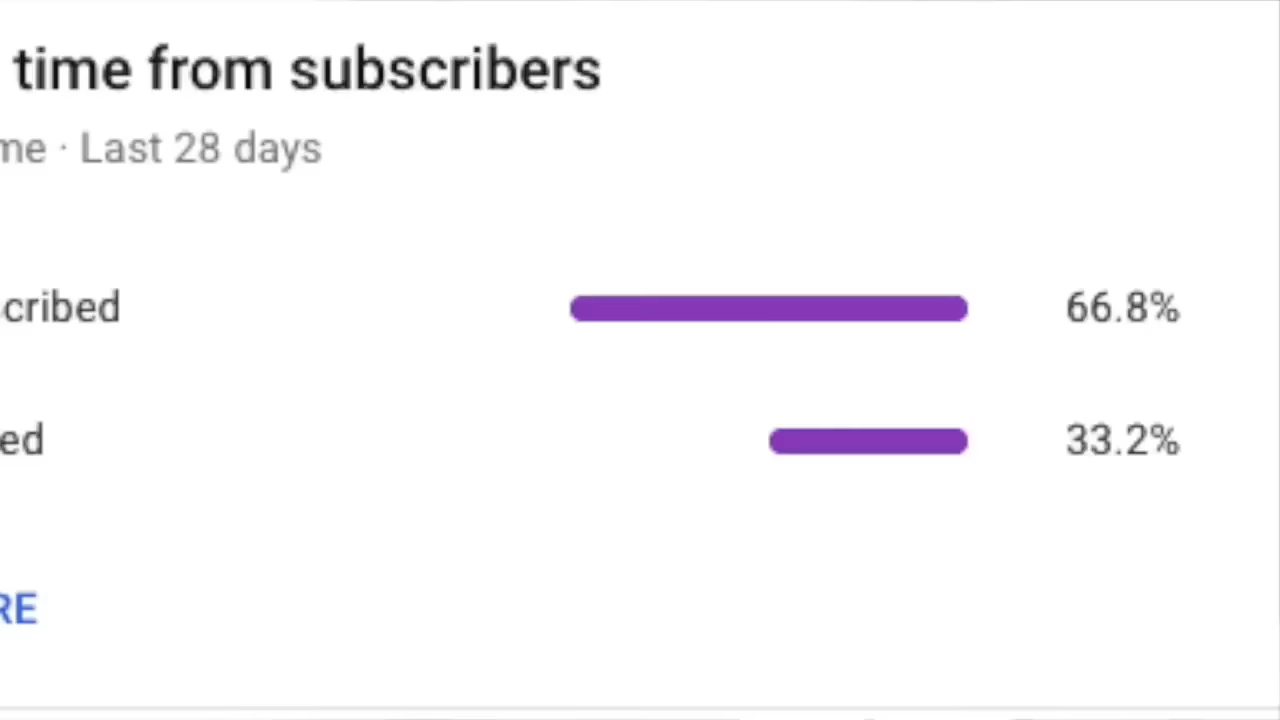 time from subscribers
me · Last 28 days
cribed 66.8%
ed 33.2%
RE